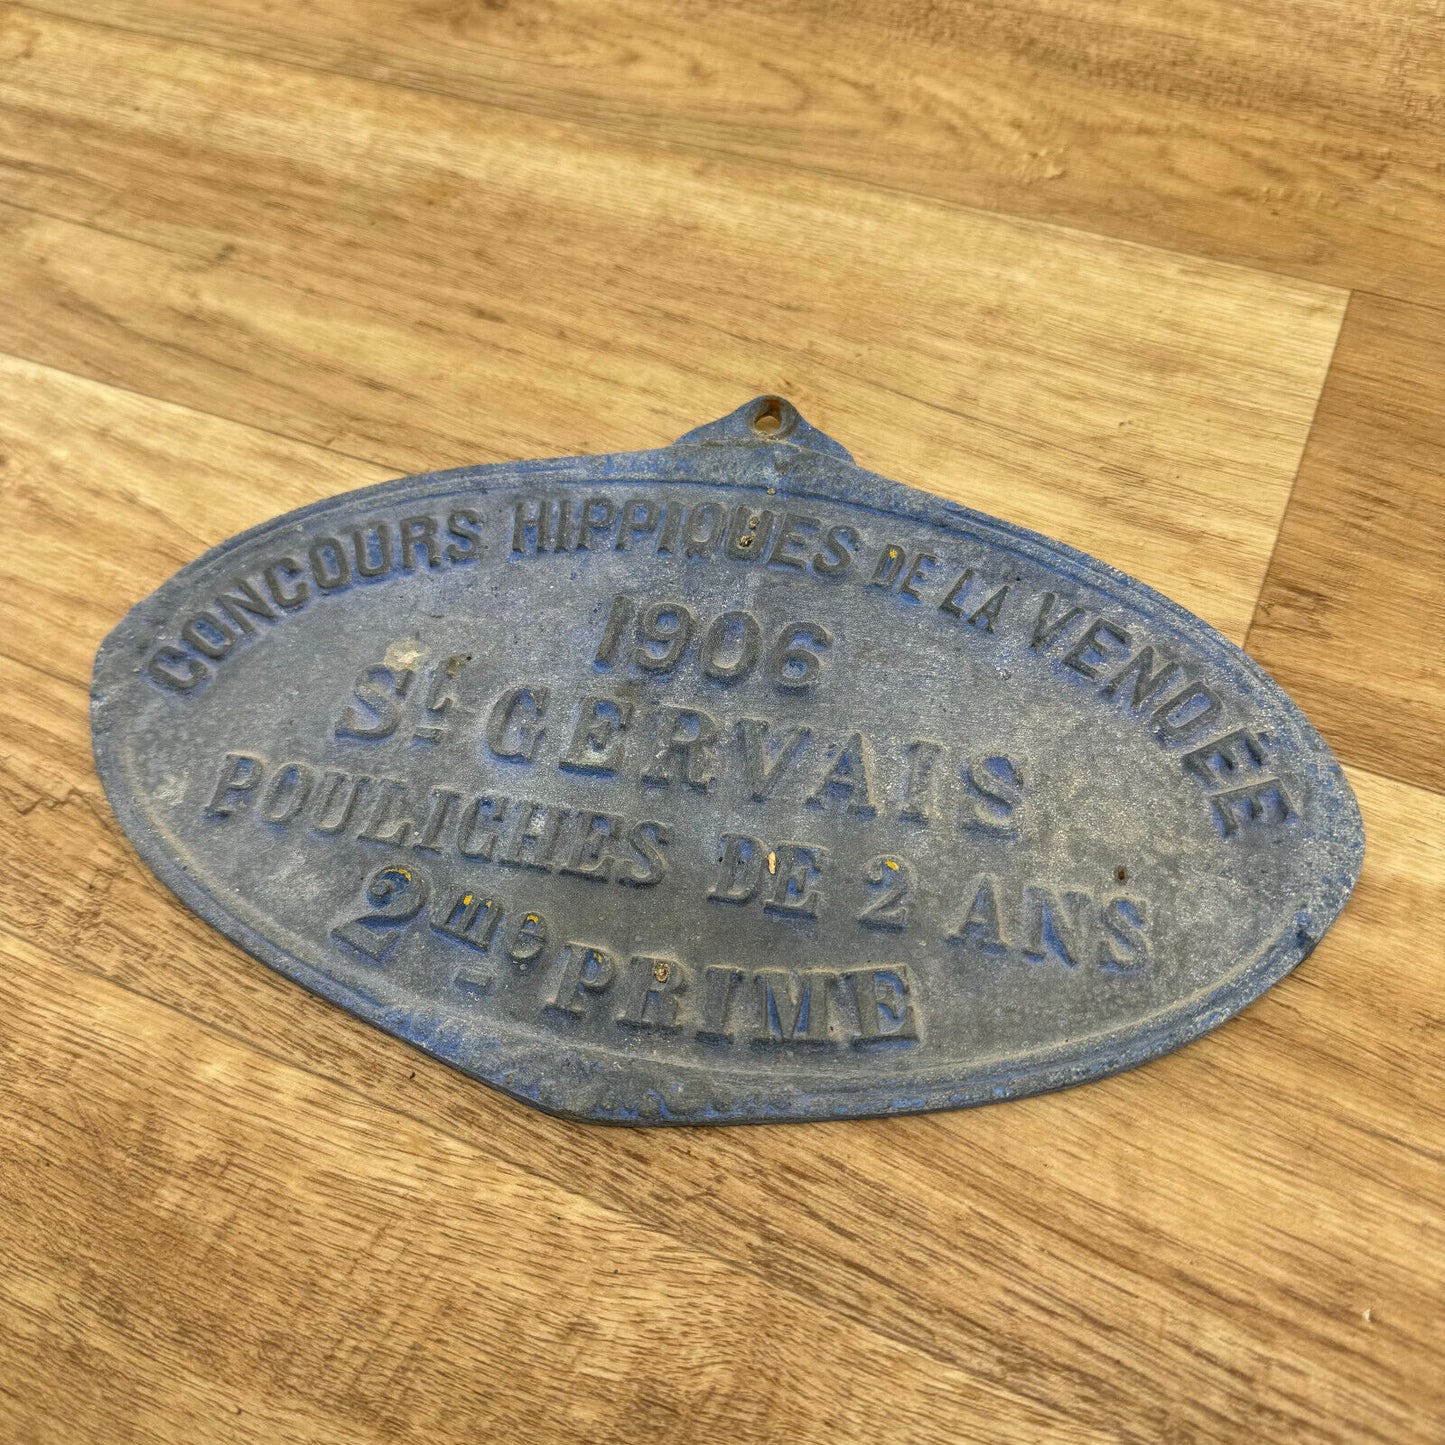 CONCOURS HIPPIQUES DE LA VENDÉE
1906
St GERVAIS
POULICHES DE 2 ANS
2me PRIME